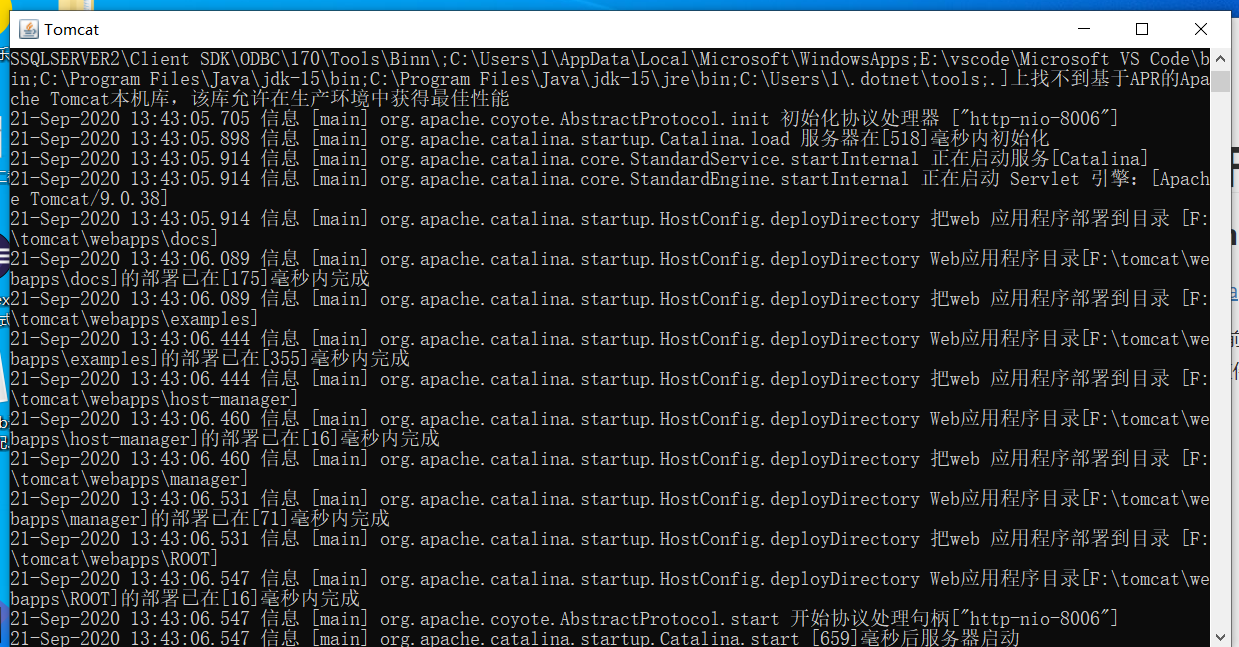 Tomcat
SSQLSERVER2\Client SDK\ODBC\170\Tools\Binn\;C:\Users\1\AppData\Local\Microsoft\WindowsApps;E:\vscode\Microsoft VS Code\b
in;C:\Program Files\Java\jdk-15\bin;C:\Program Files\Java\jdk-15\jre\bin;C:\Users\1\.dotnet\tools;.]上找不到基于APR的Apa
che Tomcat本机库，该库允许在生产环境中获得最佳性能
21-Sep-2020 13:43:05.705 信息 [main] org.apache.coyote.AbstractProtocol.init 初始化协议处理器 ["http-nio-8006"]
21-Sep-2020 13:43:05.898 信息 [main] org.apache.catalina.startup.Catalina.load 服务器在[518]毫秒内初始化
21-Sep-2020 13:43:05.914 信息 [main] org.apache.catalina.core.StandardService.startInternal 正在启动服务[Catalina]
21-Sep-2020 13:43:05.914 信息 [main] org.apache.catalina.core.StandardEngine.startInternal 正在启动 Servlet 引擎：[Apach
e Tomcat/9.0.38]
21-Sep-2020 13:43:05.914 信息 [main] org.apache.catalina.startup.HostConfig.deployDirectory 把web 应用程序部署到目录 [F:
\tomcat\webapps\docs]
21-Sep-2020 13:43:06.089 信息 [main] org.apache.catalina.startup.HostConfig.deployDirectory Web应用程序目录[F:\tomcat\we
bapps\docs]的部署已在[175]毫秒内完成
21-Sep-2020 13:43:06.089 信息 [main] org.apache.catalina.startup.HostConfig.deployDirectory 把web 应用程序部署到目录 [F:
\tomcat\webapps\examples]
21-Sep-2020 13:43:06.444 信息 [main] org.apache.catalina.startup.HostConfig.deployDirectory Web应用程序目录[F:\tomcat\we
bapps\examples]的部署已在[355]毫秒内完成
21-Sep-2020 13:43:06.444 信息 [main] org.apache.catalina.startup.HostConfig.deployDirectory 把web 应用程序部署到目录 [F:
\tomcat\webapps\host-manager]
21-Sep-2020 13:43:06.460 信息 [main] org.apache.catalina.startup.HostConfig.deployDirectory Web应用程序目录[F:\tomcat\we
bapps\host-manager]的部署已在[16]毫秒内完成
21-Sep-2020 13:43:06.460 信息 [main] org.apache.catalina.startup.HostConfig.deployDirectory 把web 应用程序部署到目录 [F:
\tomcat\webapps\manager]
21-Sep-2020 13:43:06.531 信息 [main] org.apache.catalina.startup.HostConfig.deployDirectory Web应用程序目录[F:\tomcat\we
bapps\manager]的部署已在[71]毫秒内完成
21-Sep-2020 13:43:06.531 信息 [main] org.apache.catalina.startup.HostConfig.deployDirectory 把web 应用程序部署到目录 [F:
\tomcat\webapps\ROOT]
21-Sep-2020 13:43:06.547 信息 [main] org.apache.catalina.startup.HostConfig.deployDirectory Web应用程序目录[F:\tomcat\we
bapps\ROOT]的部署已在[16]毫秒内完成
21-Sep-2020 13:43:06.547 信息 [main] org.apache.coyote.AbstractProtocol.start 开始协议处理句柄["http-nio-8006"]
21-Sep-2020 13:43:06.547 信息 [main] org.apache.catalina.startup.Catalina.start [659]毫秒后服务器启动